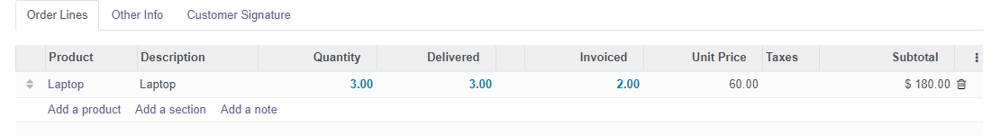 Order Lines Other Info Customer Signature
Product Description Quantity Delivered Invoiced Unit Price Taxes Subtotal
Laptop Laptop 3.00 3.00 2.00 60.00 $ 180.00
Add a product Add a section Add a note